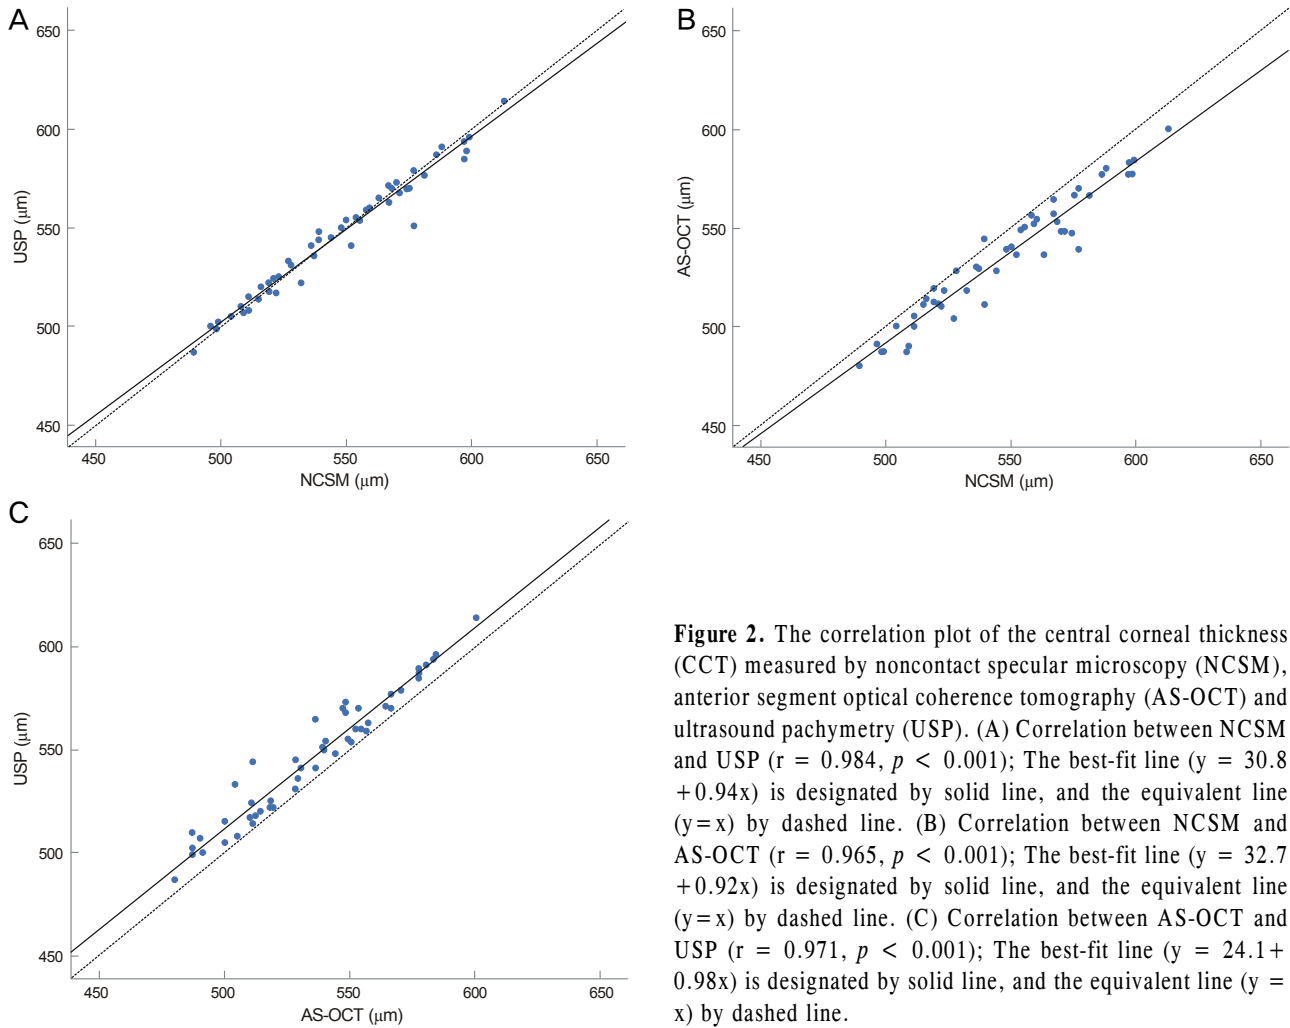 A
650
600
550
500
450
USP (μm)
450 500 550 600 650
NCSM (μm)
B
650
600
550
500
450
AS-OCT (μm)
450 500 550 600 650
NCSM (μm)
C
650
600
550
500
450
USP (μm)
450 500 550 600 650
AS-OCT (μm)
Figure 2. The correlation plot of the central corneal thickness
(CCT) measured by noncontact specular microscopy (NCSM),
anterior segment optical coherence tomography (AS-OCT) and
ultrasound pachymetry (USP). (A) Correlation between NCSM
and USP (r = 0.984, p < 0.001); The best-fit line (y = 30.8
+0.94x) is designated by solid line, and the equivalent line
(y=x) by dashed line. (B) Correlation between NCSM and
AS-OCT (r = 0.965, p < 0.001); The best-fit line (y = 32.7
+0.92x) is designated by solid line, and the equivalent line
(y=x) by dashed line. (C) Correlation between AS-OCT and
USP (r = 0.971, p < 0.001); The best-fit line (y = 24.1+
0.98x) is designated by solid line, and the equivalent line (y =
x) by dashed line.